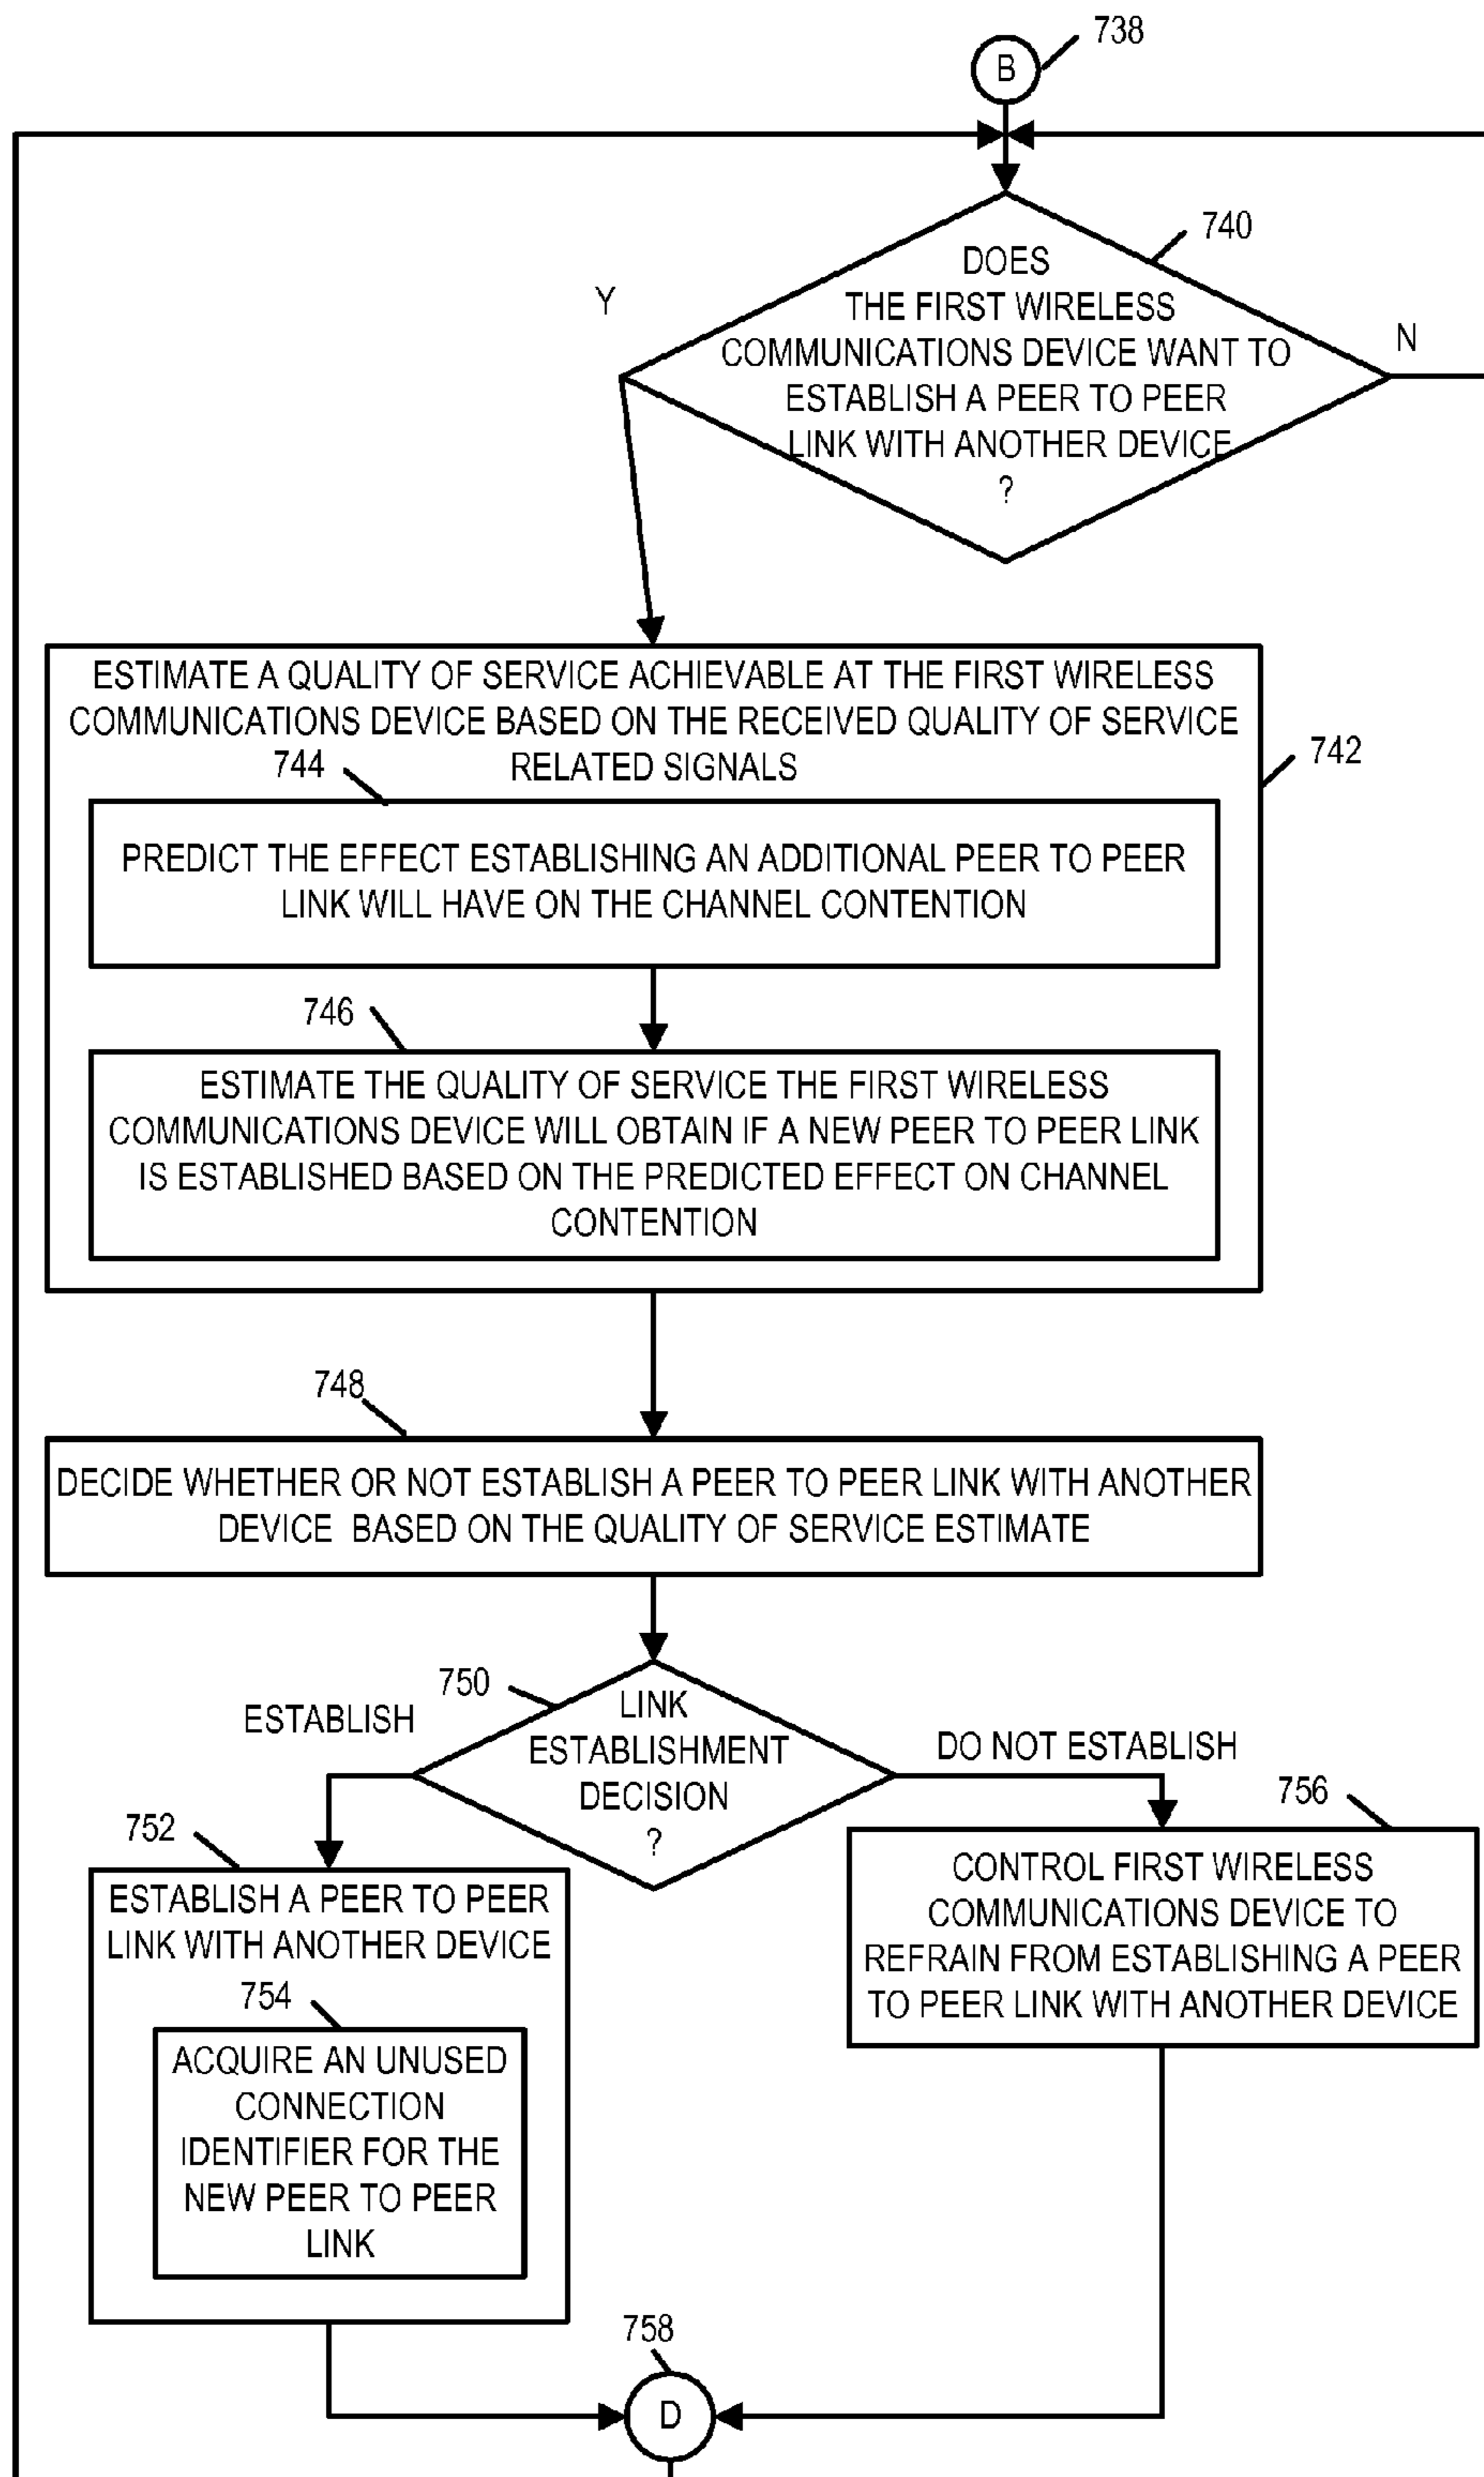 738
B
740
DOES
THE FIRST WIRELESS
COMMUNICATIONS DEVICE WANT TO
ESTABLISH A PEER TO PEER
LINK WITH ANOTHER DEVICE
?
Y
N
ESTIMATE A QUALITY OF SERVICE ACHIEVABLE AT THE FIRST WIRELESS
COMMUNICATIONS DEVICE BASED ON THE RECEIVED QUALITY OF SERVICE
RELATED SIGNALS
742
744
PREDICT THE EFFECT ESTABLISHING AN ADDITIONAL PEER TO PEER
LINK WILL HAVE ON THE CHANNEL CONTENTION
746
ESTIMATE THE QUALITY OF SERVICE THE FIRST WIRELESS
COMMUNICATIONS DEVICE WILL OBTAIN IF A NEW PEER TO PEER LINK
IS ESTABLISHED BASED ON THE PREDICTED EFFECT ON CHANNEL
CONTENTION
748
DECIDE WHETHER OR NOT ESTABLISH A PEER TO PEER LINK WITH ANOTHER
DEVICE BASED ON THE QUALITY OF SERVICE ESTIMATE
750
LINK
ESTABLISHMENT
DECISION
?
ESTABLISH
DO NOT ESTABLISH
752
ESTABLISH A PEER TO PEER
LINK WITH ANOTHER DEVICE
754
ACQUIRE AN UNUSED
CONNECTION
IDENTIFIER FOR THE
NEW PEER TO PEER
LINK
756
CONTROL FIRST WIRELESS
COMMUNICATIONS DEVICE TO
REFRAIN FROM ESTABLISHING A PEER
TO PEER LINK WITH ANOTHER DEVICE
758
D